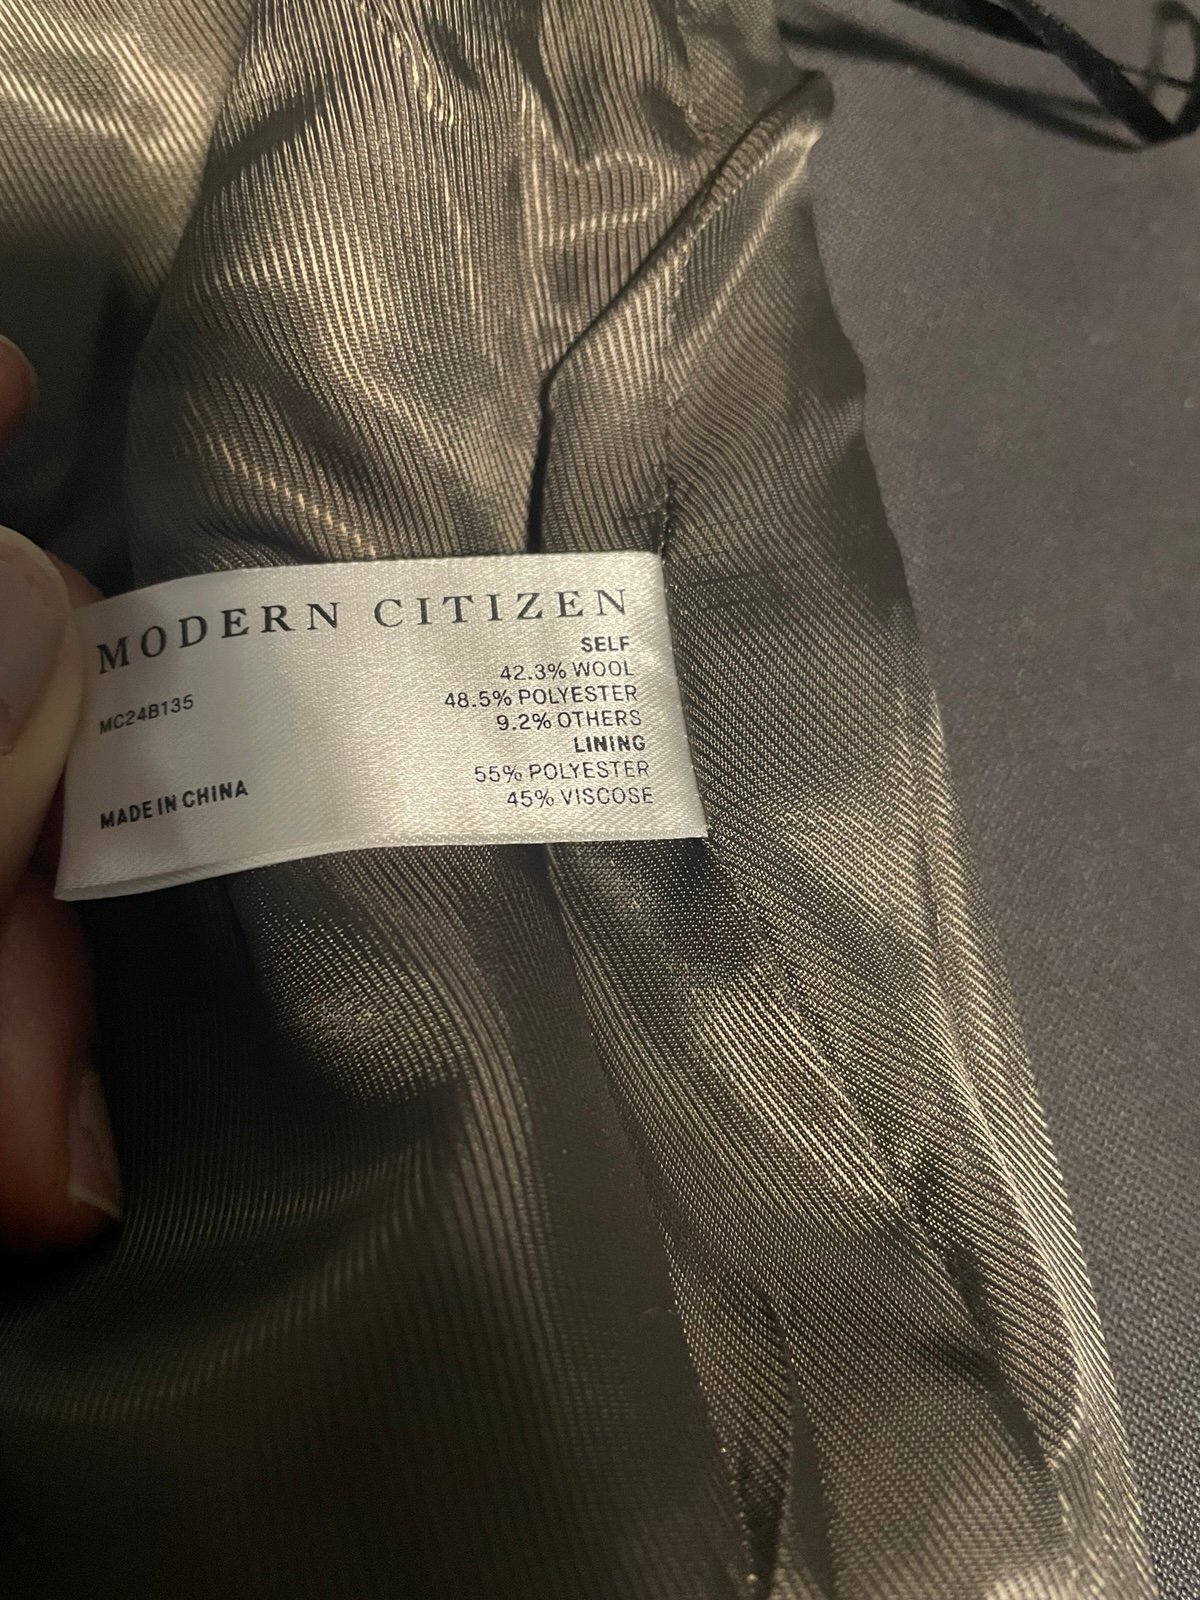 MODERN CITIZEN
SELF
42.3% WOOL
48.5% POLYESTER
9.2% OTHERS
LINING
55% POLYESTER
45% VISCOSE
MC24B135
MADE IN CHINA